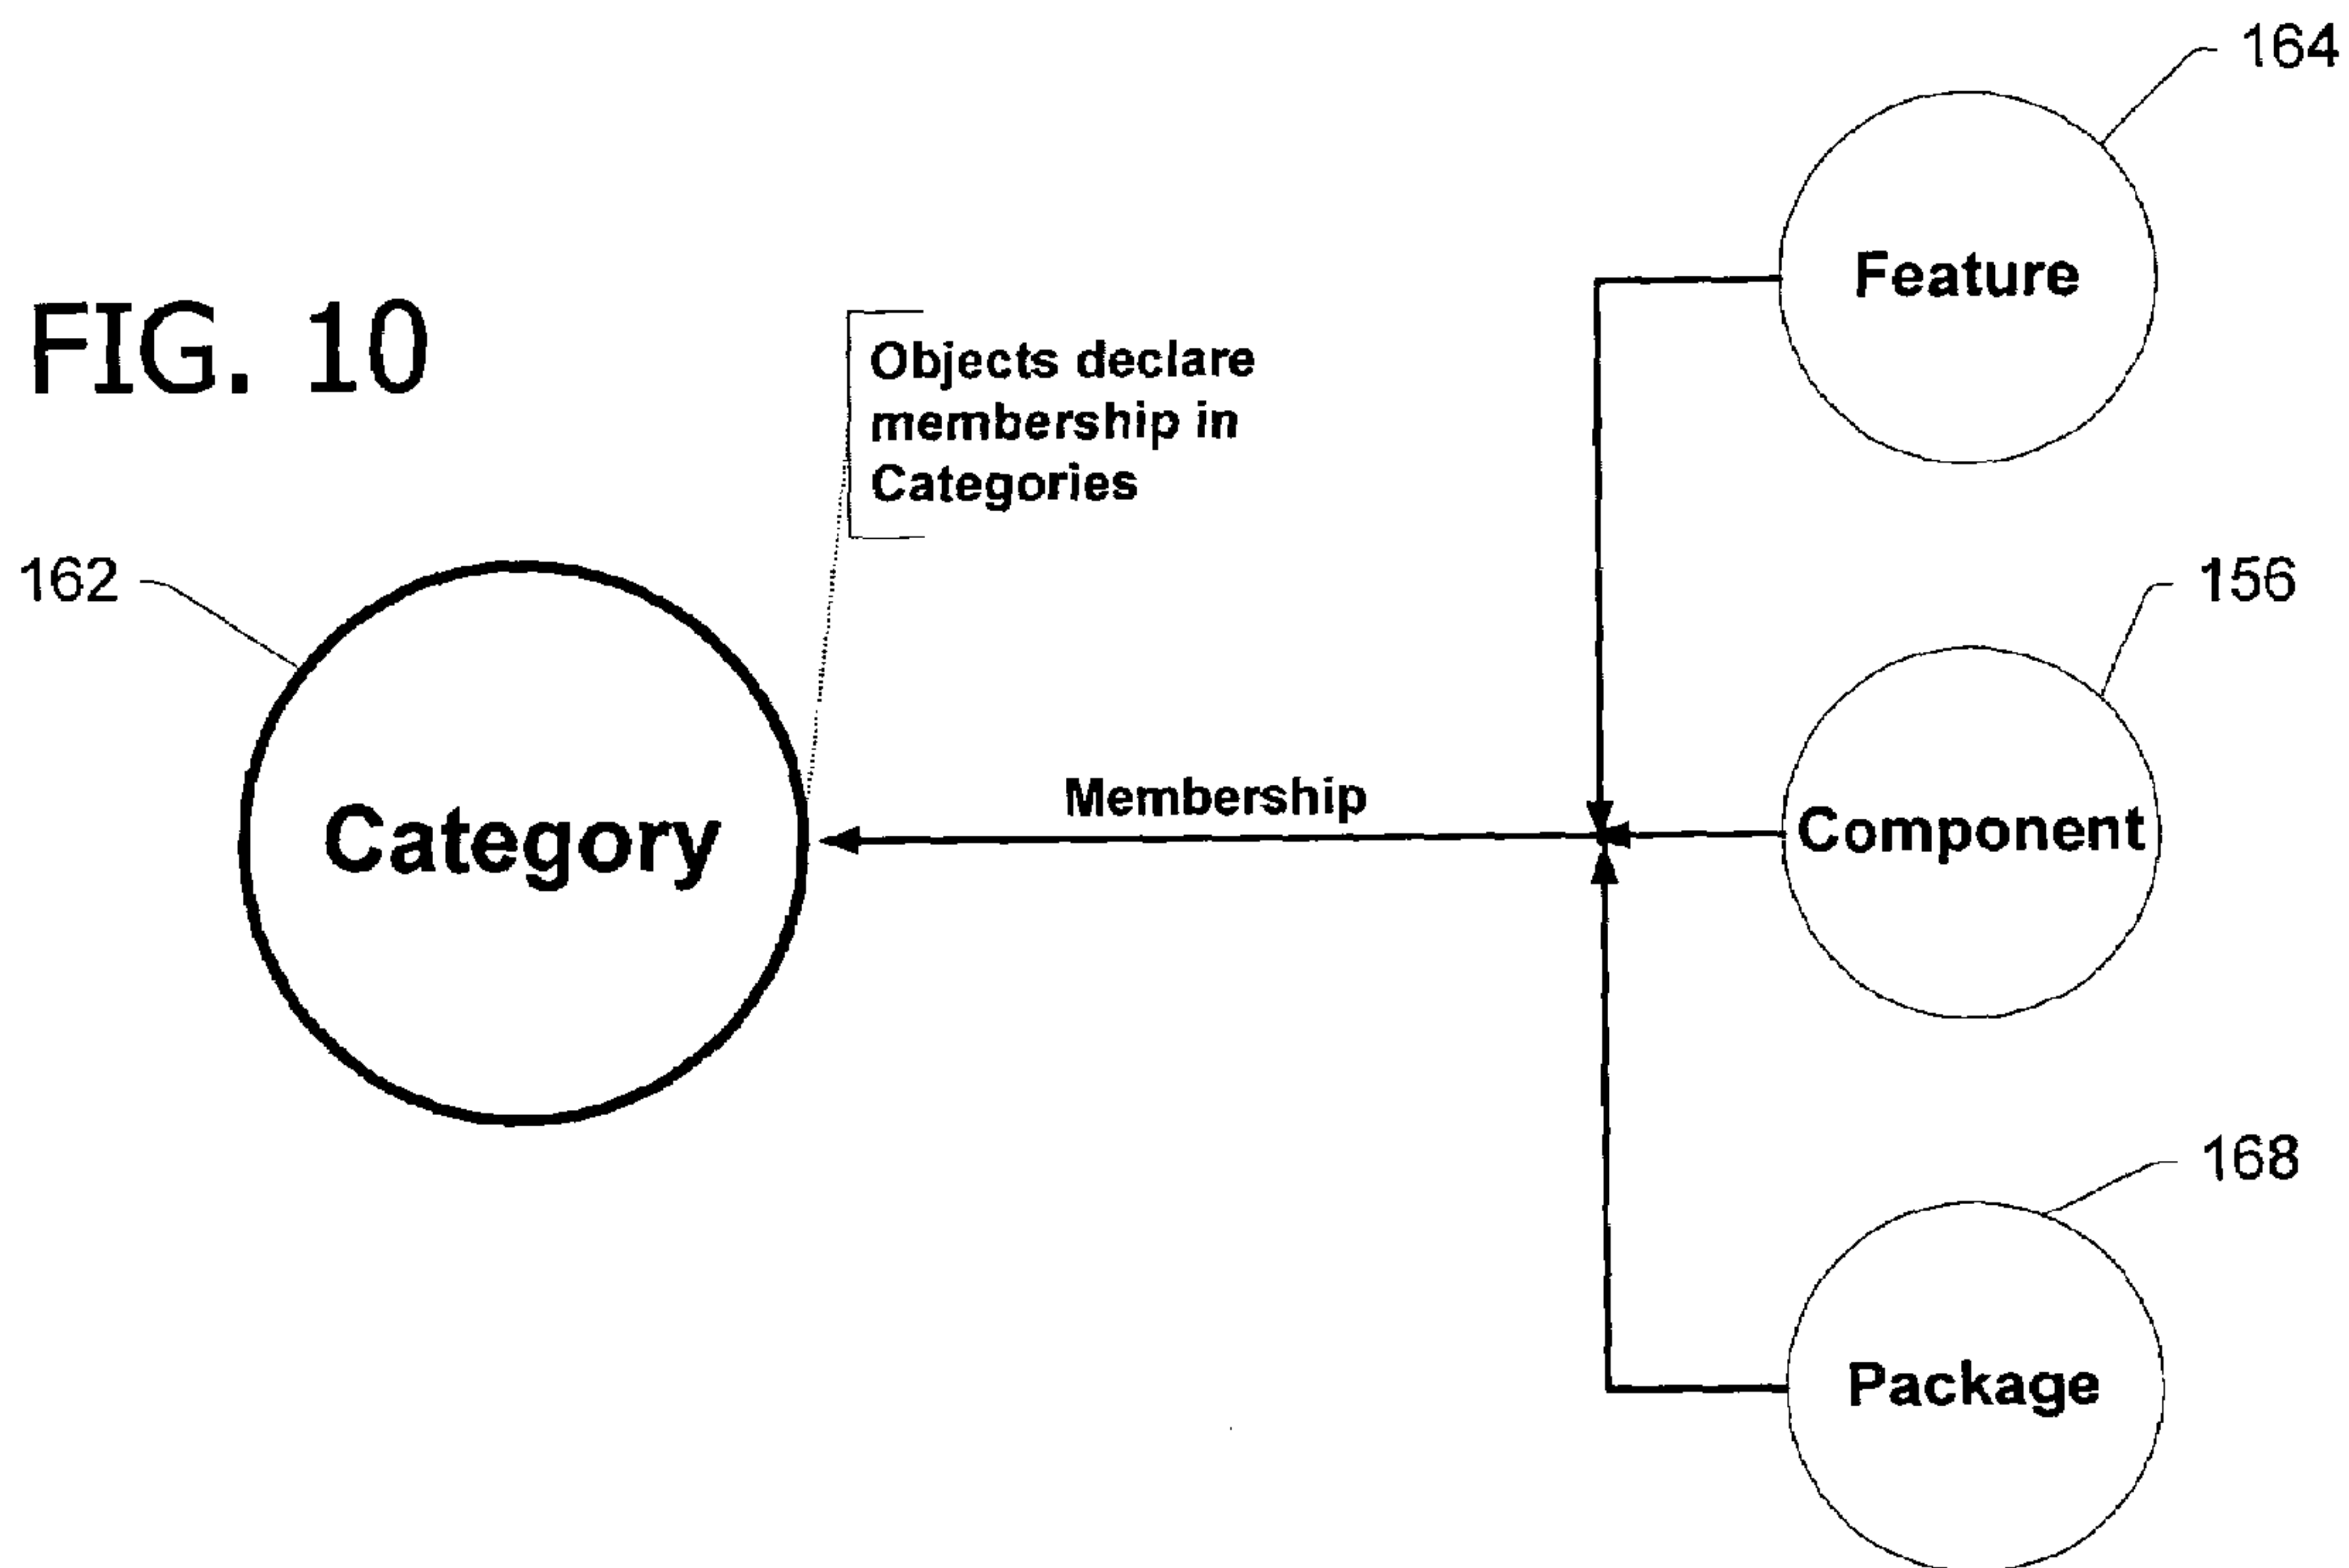 164
Feature
FIG. 10
Objects declare
membership in
Categories
162
156
Membership
Category
Component
168
Package